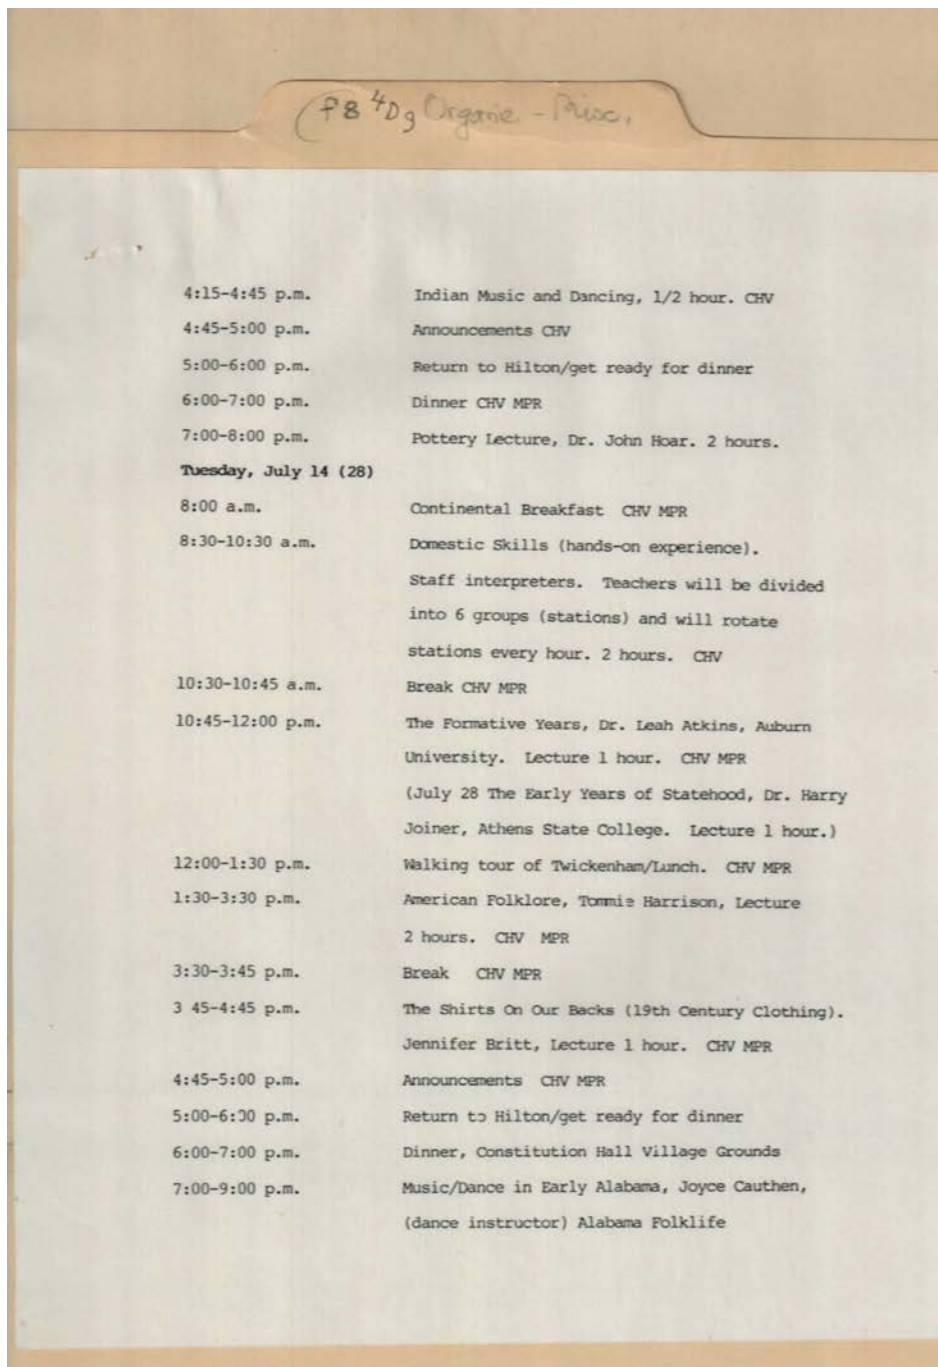 (P8 4Dg Organie - Misc.
4:15-4:45 p.m. Indian Music and Dancing, 1/2 hour. CHV
4:45-5:00 p.m. Announcements CHV
5:00-6:00 p.m. Return to Hilton/get ready for dinner
6:00-7:00 p.m. Dinner CHV MPR
7:00-8:00 p.m. Pottery Lecture, Dr. John Hoar. 2 hours.
Tuesday, July 14 (28)
8:00 a.m. Continental Breakfast CHV MPR
8:30-10:30 a.m. Domestic Skills (hands-on experience).
Staff interpreters. Teachers will be divided
into 6 groups (stations) and will rotate
stations every hour. 2 hours. CHV
10:30-10:45 a.m. Break CHV MPR
10:45-12:00 p.m. The Formative Years, Dr. Leah Atkins, Auburn
University. Lecture 1 hour. CHV MPR
(July 28 The Early Years of Statehood, Dr. Harry
Joiner, Athens State College. Lecture 1 hour.)
12:00-1:30 p.m. Walking tour of Twickenham/Lunch. CHV MPR
1:30-3:30 p.m. American Folklore, Tommie Harrison, Lecture
2 hours. CHV MPR
3:30-3:45 p.m. Break CHV MPR
3 45-4:45 p.m. The Shirts On Our Backs (19th Century Clothing).
Jennifer Britt, Lecture 1 hour. CHV MPR
4:45-5:00 p.m. Announcements CHV MPR
5:00-6:00 p.m. Return to Hilton/get ready for dinner
6:00-7:00 p.m. Dinner, Constitution Hall Village Grounds
7:00-9:00 p.m. Music/Dance in Early Alabama, Joyce Cauthen,
(dance instructor) Alabama Folklife